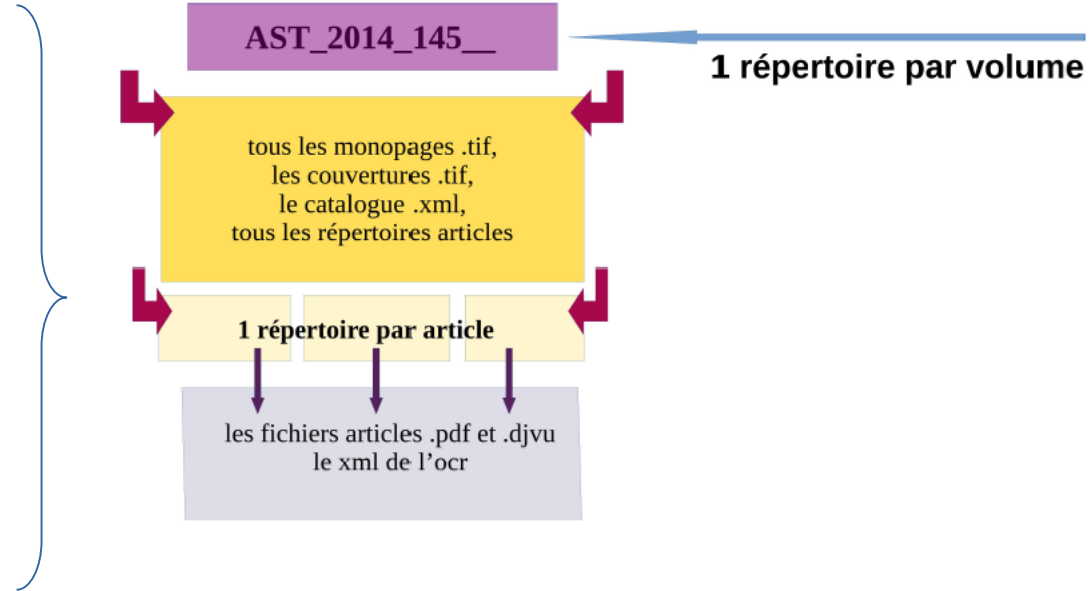 AST_2014_145__
1 répertoire par volume
tous les monopages .tif,
les couvertures .tif,
le catalogue .xml,
tous les répertoires articles
1 répertoire par article
les fichiers articles .pdf et .djvu
le xml de l’ocr